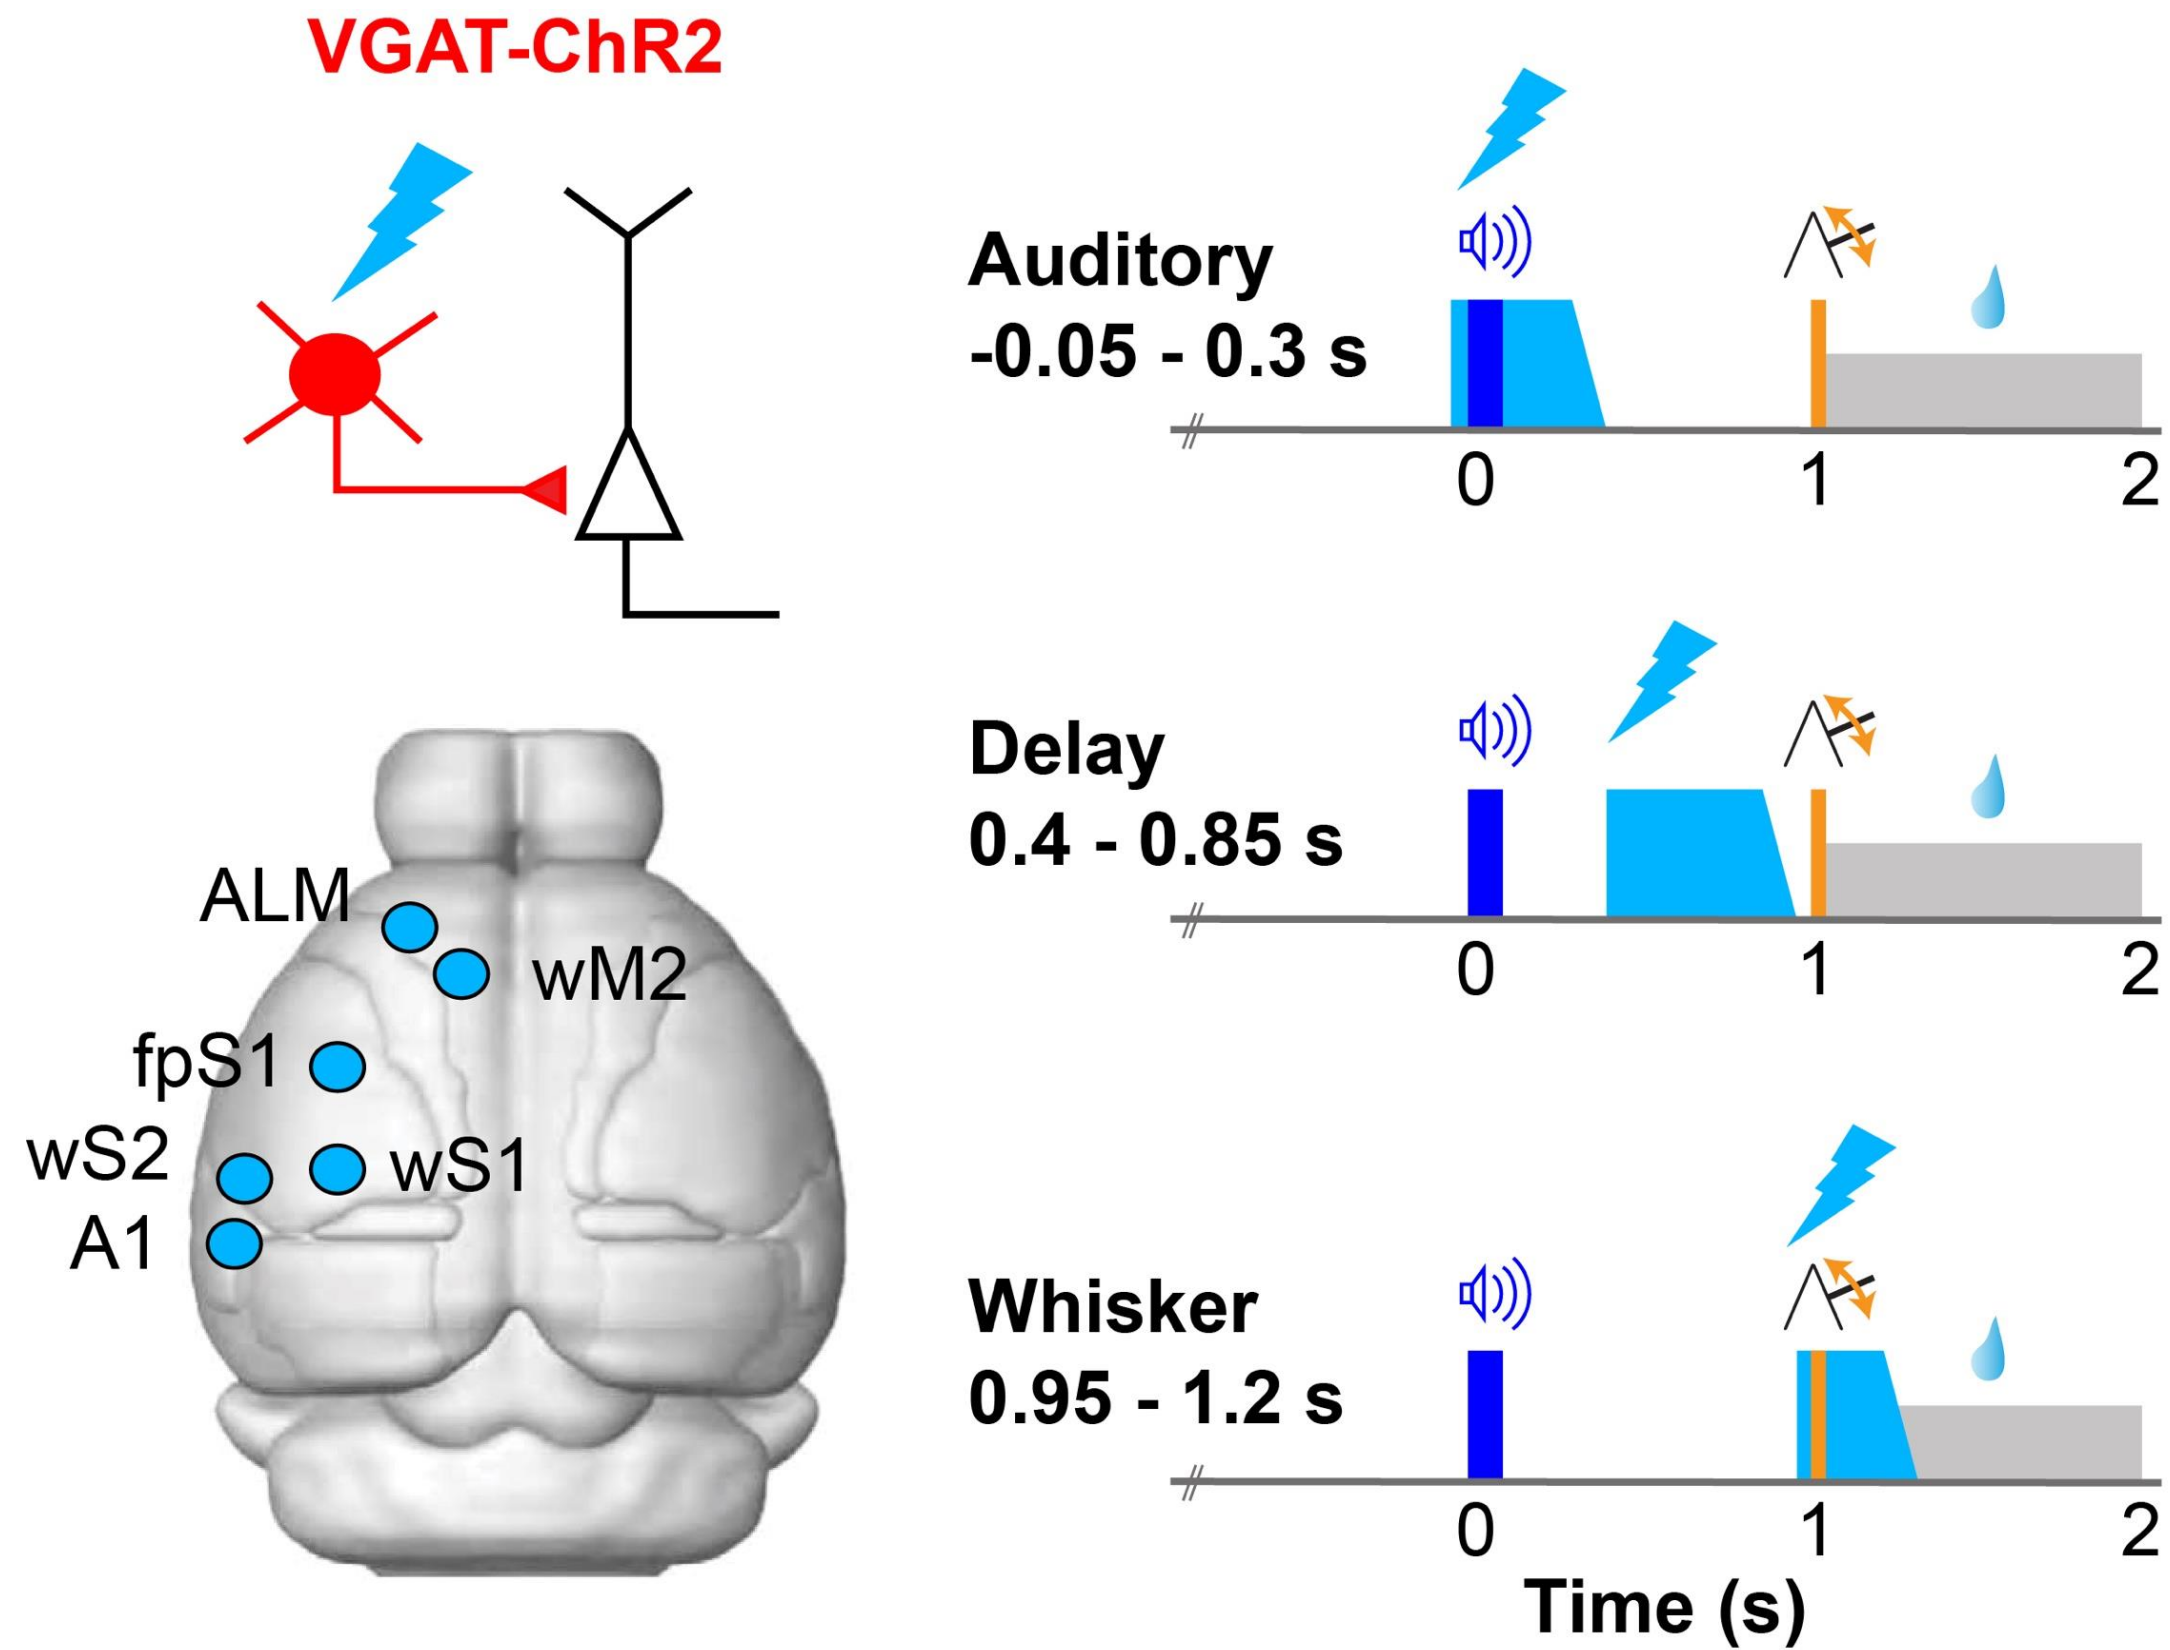 VGAT-ChR2
Auditory
-0.05 - 0.3 s
0 1 2
Delay
0.4 - 0.85 s
0 1 2
Whisker
0.95 - 1.2 s
0 1 2
Time (s)
ALM
wM2
fpS1
wS2
wS1
A1